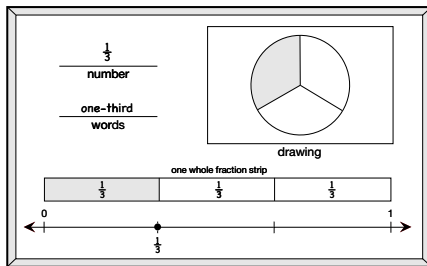 1/3
number
one-third
words
drawing
one whole fraction strip
1/3 1/3 1/3
0 1
1/3